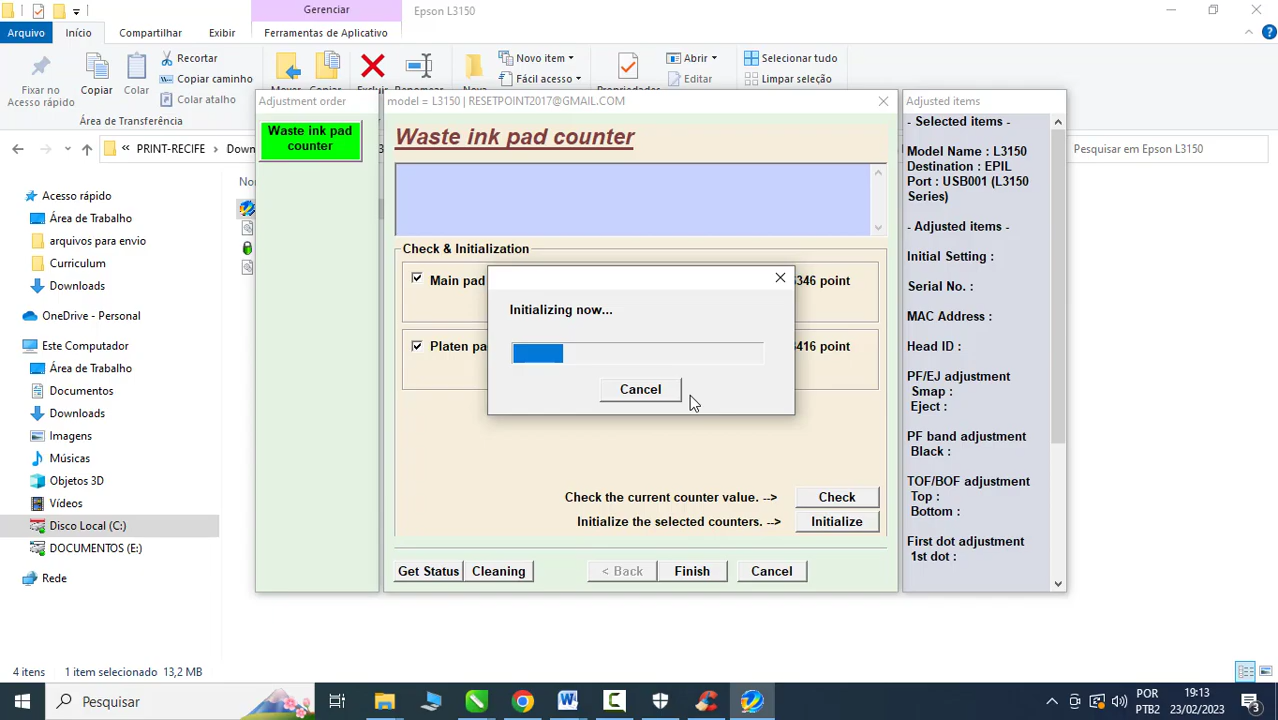 Gerenciar
Epson L3150
Arquivo
Início
Compartilhar
Exibir
Ferramentas de Aplicativo
Fixar no
Acesso rápido
Copiar
Colar
Recortar
Copiar caminho
Colar atalho
Novo item
Fácil acesso
Abrir
Editar
Selecionar tudo
Limpar seleção
Área de Transferência
Adjustment order
model = L3150 | RESETPOINT2017@GMAIL.COM
Adjusted items
Waste ink pad
counter
Waste ink pad counter
PRINT-RECIFE
Pesquisar em Epson L3150
Acesso rápido
Área de Trabalho
arquivos para envio
Curriculum
Downloads
OneDrive - Personal
Este Computador
Área de Trabalho
Documentos
Downloads
Imagens
Músicas
Objetos 3D
Vídeos
Disco Local (C:)
DOCUMENTOS (E:)
Rede
Check & Initialization
Main pad
346 point
Platen
416 point
Initializing now...
Cancel
Check the current counter value. -->
Check
Initialize the selected counters. -->
Initialize
Get Status
Cleaning
< Back
Finish
Cancel
- Selected items -
Model Name : L3150
Destination : EPIL
Port : USB001 (L3150
Series)
- Adjusted items -
Initial Setting :
Serial No. :
MAC Address :
Head ID :
PF/EJ adjustment
Smap :
Eject :
PF band adjustment
Black :
TOF/BOF adjustment
Top :
Bottom :
First dot adjustment
1st dot :
4 itens
1 item selecionado 13,2 MB
Pesquisar
POR
PTB2
19:13
23/02/2023
3